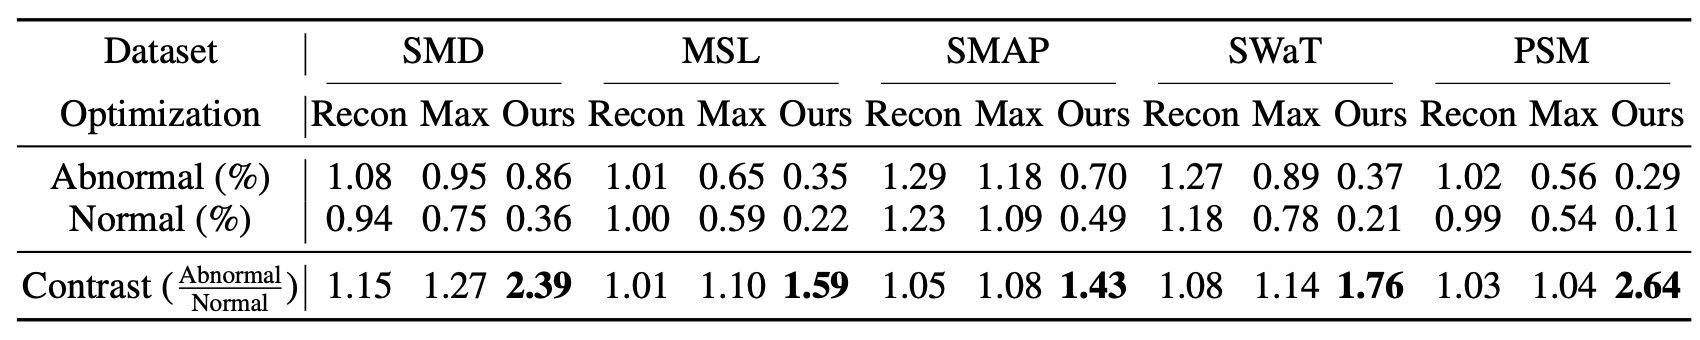 Dataset SMD MSL SMAP SWaT PSM
Optimization Recon Max Ours Recon Max Ours Recon Max Ours Recon Max Ours Recon Max Ours
Abnormal (%) 1.08 0.95 0.86 1.01 0.65 0.35 1.29 1.18 0.70 1.27 0.89 0.37 1.02 0.56 0.29
Normal (%) 0.94 0.75 0.36 1.00 0.59 0.22 1.23 1.09 0.49 1.18 0.78 0.21 0.99 0.54 0.11
Contrast (Abnormal/Normal) 1.15 1.27 2.39 1.01 1.10 1.59 1.05 1.08 1.43 1.08 1.14 1.76 1.03 1.04 2.64